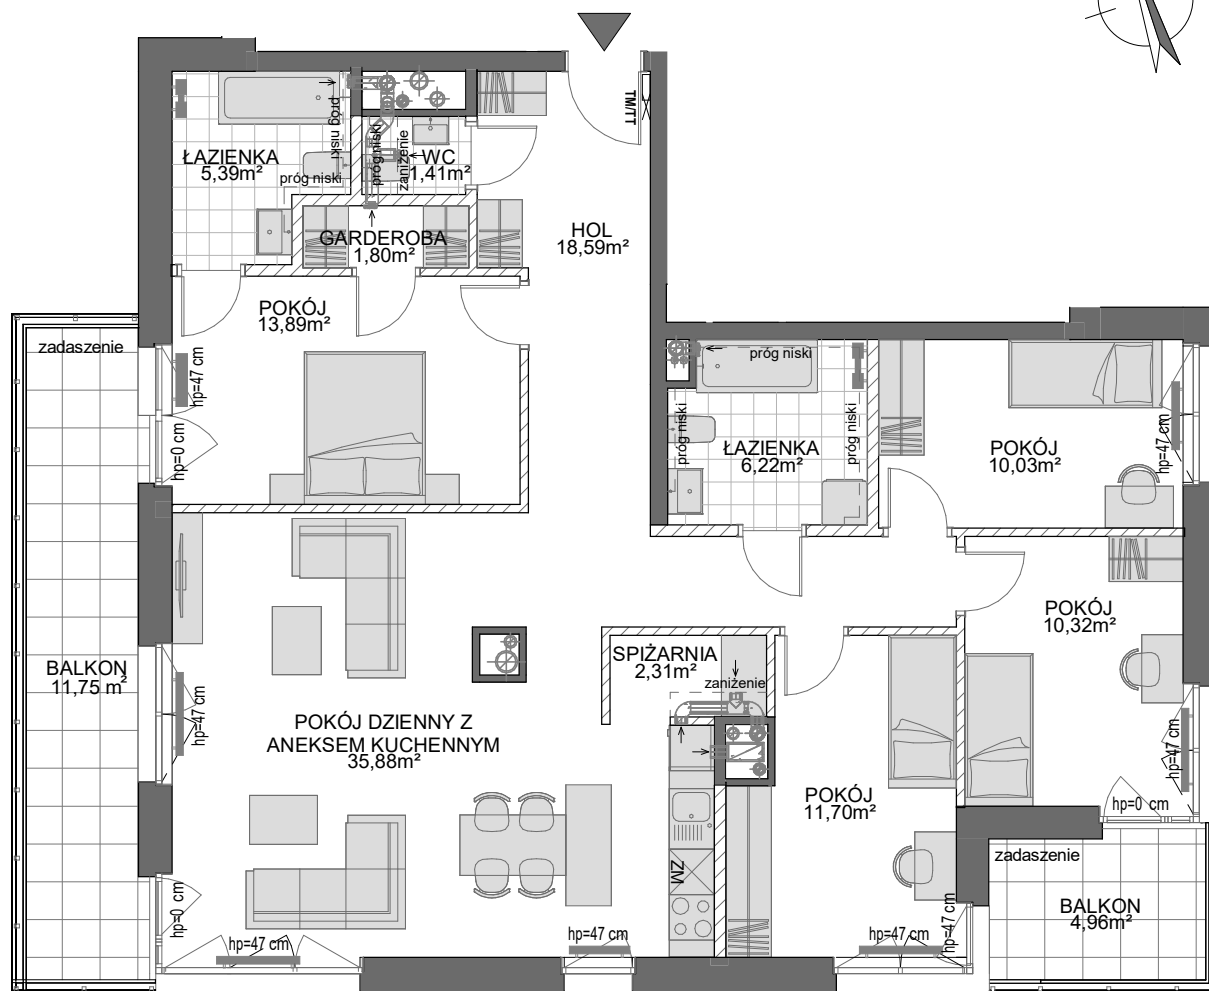 TM/TT
próg niski
ŁAZIENKA
5,39m²
próg niski
próg niski
zaniżenie
WC
1,41m²
GARDEROBA
1,80m²
HOL
18,59m²
POKÓJ
13,89m²
zadaszenie
hp=47 cm
hp=0 cm
próg niski
próg niski
próg niski
ŁAZIENKA
6,22m²
POKÓJ
10,03m²
hp=47 cm
POKÓJ
10,32m²
BALKON
11,75 m²
hp=47 cm
SPIŻARNIA
2,31m²
zaniżenie
POKÓJ DZIENNY Z
ANEKSEM KUCHENNYM
35,88m²
hp=47 cm
POKÓJ
11,70m²
hp=0 cm
ZM
zadaszenie
BALKON
4,96m²
hp=0 cm
hp=47 cm
hp=47 cm
hp=47 cm
hp=47 cm